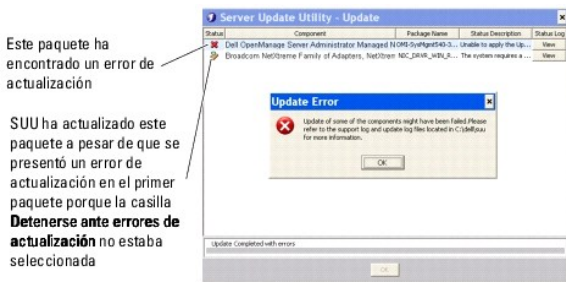 Este paquete ha
encontrado un error de
actualización
SUU ha actualizado este
paquete a pesar de que se
presentó un error de
actualización en el primer
paquete porque la casilla
Detenerse ante errores de
actualización no estaba
seleccionada
Server Update Utility - Update
Status Component Package Name Status Description Status Log
Dell OpenManage Server Administrator Managed N OMI-SysMgmt540-3... Unable to apply the Up... View
Broadcom NetXtreme Family of Adapters, NetXtrem NIC_DRVR_WIN_R... The system requires a ... View
Update Error
Update of some of the components might have been failed.Please
refer to the support log and update log files located in C:\dell\suu
for more information.
OK
Update Completed with errors
OK